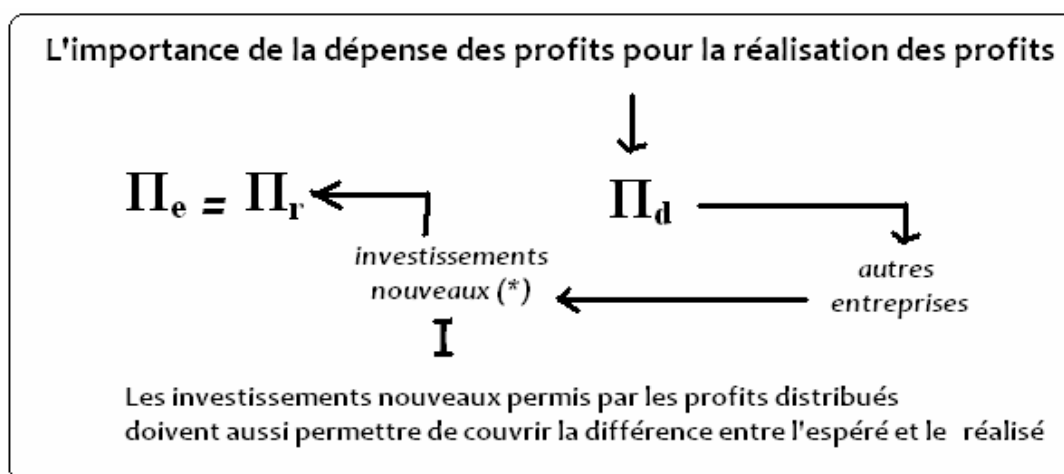 L'importance de la dépense des profits pour la réalisation des profits
Πe = Πr
Πd
investissements
nouveaux (*)
I
autres
entreprises
Les investissements nouveaux permis par les profits distribués
doivent aussi permettre de couvrir la différence entre l'espéré et le réalisé